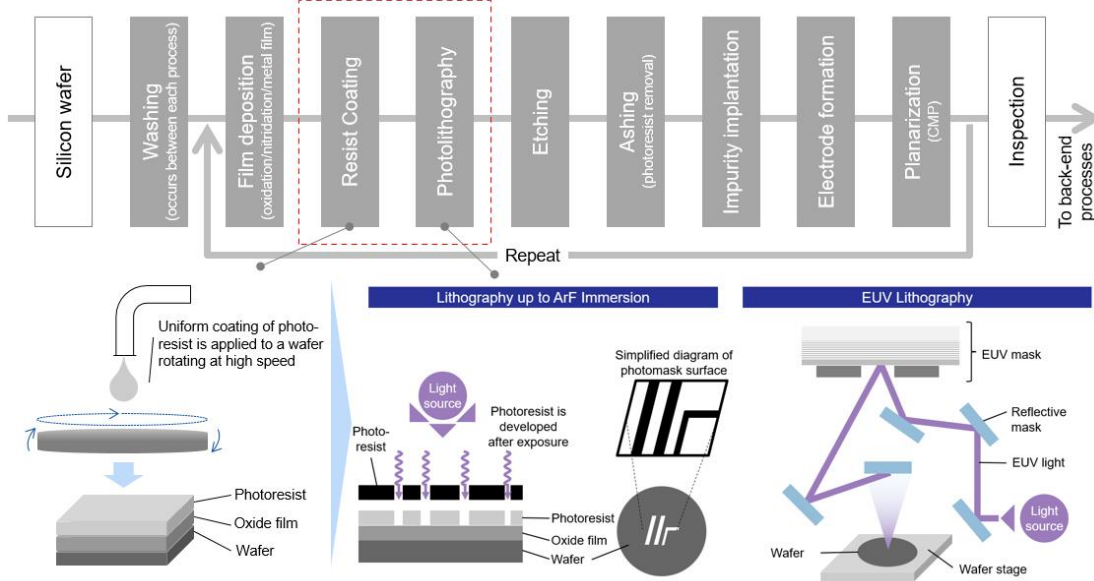 Silicon wafer
Washing
(occurs between each process)
Film deposition
(oxidation/nitridation/metal film)
Resist Coating
Photolithography
Etching
Ashing
(photoresist removal)
Impurity implantation
Electrode formation
Planarization
(CMP)
Inspection
To back-end
processes
Repeat
Uniform coating of photo-
resist is applied to a wafer
rotating at high speed
Photoresist
Oxide film
Wafer
Lithography up to ArF Immersion
Light
source
Photo-
resist
Photoresist is
developed
after exposure
Simplified diagram of
photomask surface
Photoresist
Oxide film
Wafer
EUV Lithography
EUV mask
Reflective
mask
EUV light
Light
source
Wafer
Wafer stage